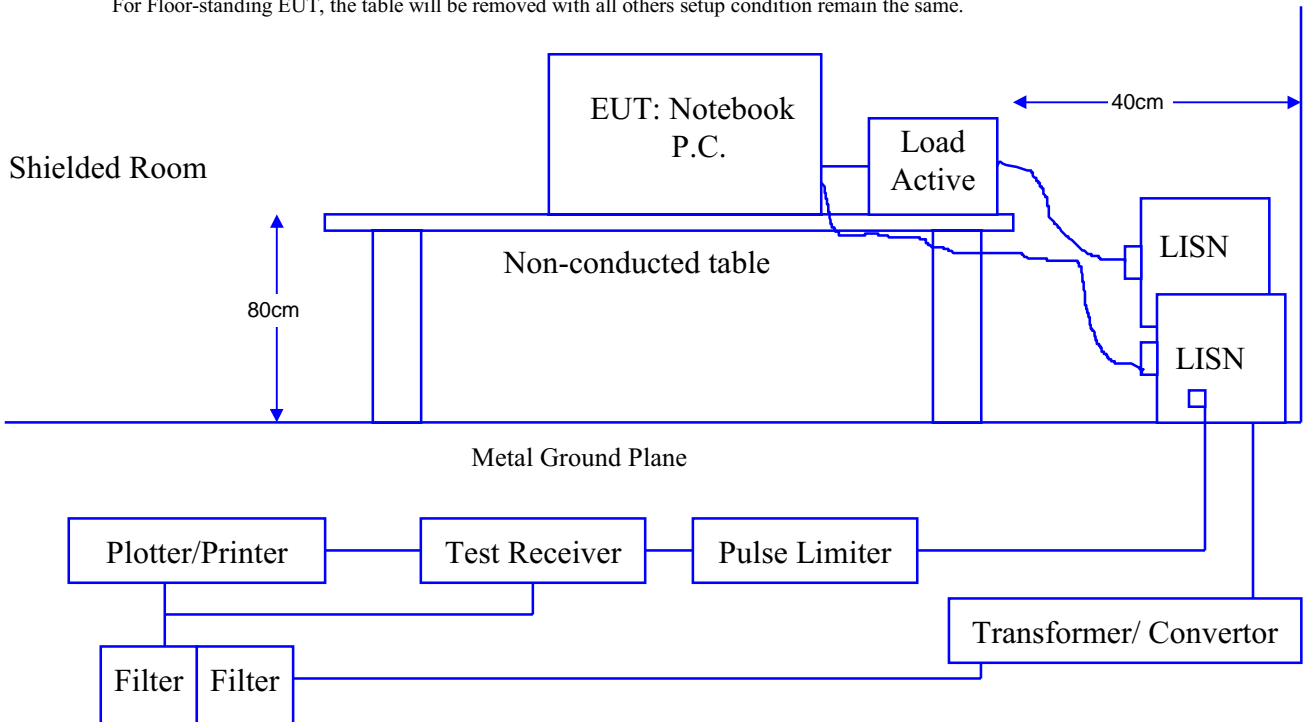 For Floor-standing EUT, the table will be removed with all others setup condition remain the same.
40cm
EUT: Notebook
P.C.
Load
Active
Shielded Room
LISN
Non-conducted table
80cm
LISN
Metal Ground Plane
Plotter/Printer
Test Receiver
Pulse Limiter
Transformer/ Convertor
Filter
Filter